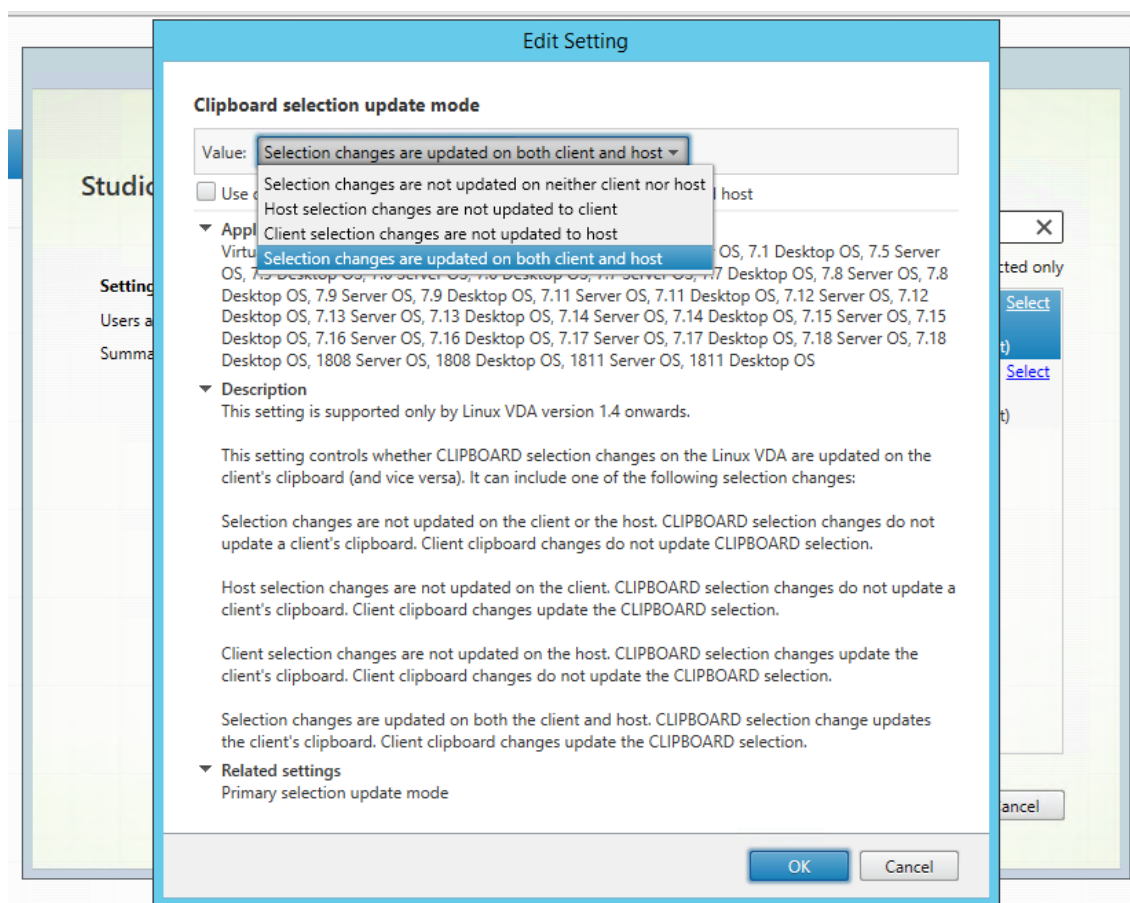 Edit Setting
Clipboard selection update mode
Value: Selection changes are updated on both client and host
Selection changes are not updated on neither client nor host
Host selection changes are not updated to client
Client selection changes are not updated to host
Selection changes are updated on both client and host
Use
host
OS, 7.1 Desktop OS, 7.5 Server
Desktop OS, 7.8 Server OS, 7.8
Desktop OS, 7.9 Server OS, 7.9 Desktop OS, 7.11 Server OS, 7.11 Desktop OS, 7.12 Server OS, 7.12
Desktop OS, 7.13 Server OS, 7.13 Desktop OS, 7.14 Server OS, 7.14 Desktop OS, 7.15 Server OS, 7.15
Desktop OS, 7.16 Server OS, 7.16 Desktop OS, 7.17 Server OS, 7.17 Desktop OS, 7.18 Server OS, 7.18
Desktop OS, 1808 Server OS, 1808 Desktop OS, 1811 Server OS, 1811 Desktop OS
Description
This setting is supported only by Linux VDA version 1.4 onwards.
This setting controls whether CLIPBOARD selection changes on the Linux VDA are updated on the
client's clipboard (and vice versa). It can include one of the following selection changes:
Selection changes are not updated on the client or the host. CLIPBOARD selection changes do not
update a client's clipboard. Client clipboard changes do not update CLIPBOARD selection.
Host selection changes are not updated on the client. CLIPBOARD selection changes do not update a
client's clipboard. Client clipboard changes update the CLIPBOARD selection.
Client selection changes are not updated on the host. CLIPBOARD selection changes update the
client's clipboard. Client clipboard changes do not update the CLIPBOARD selection.
Selection changes are updated on both the client and host. CLIPBOARD selection change updates
the client's clipboard. Client clipboard changes update the CLIPBOARD selection.
Related settings
Primary selection update mode
OK Cancel
Studio
Setting
Users a
Summa
cted only
Select
t)
Select
t)
ancel